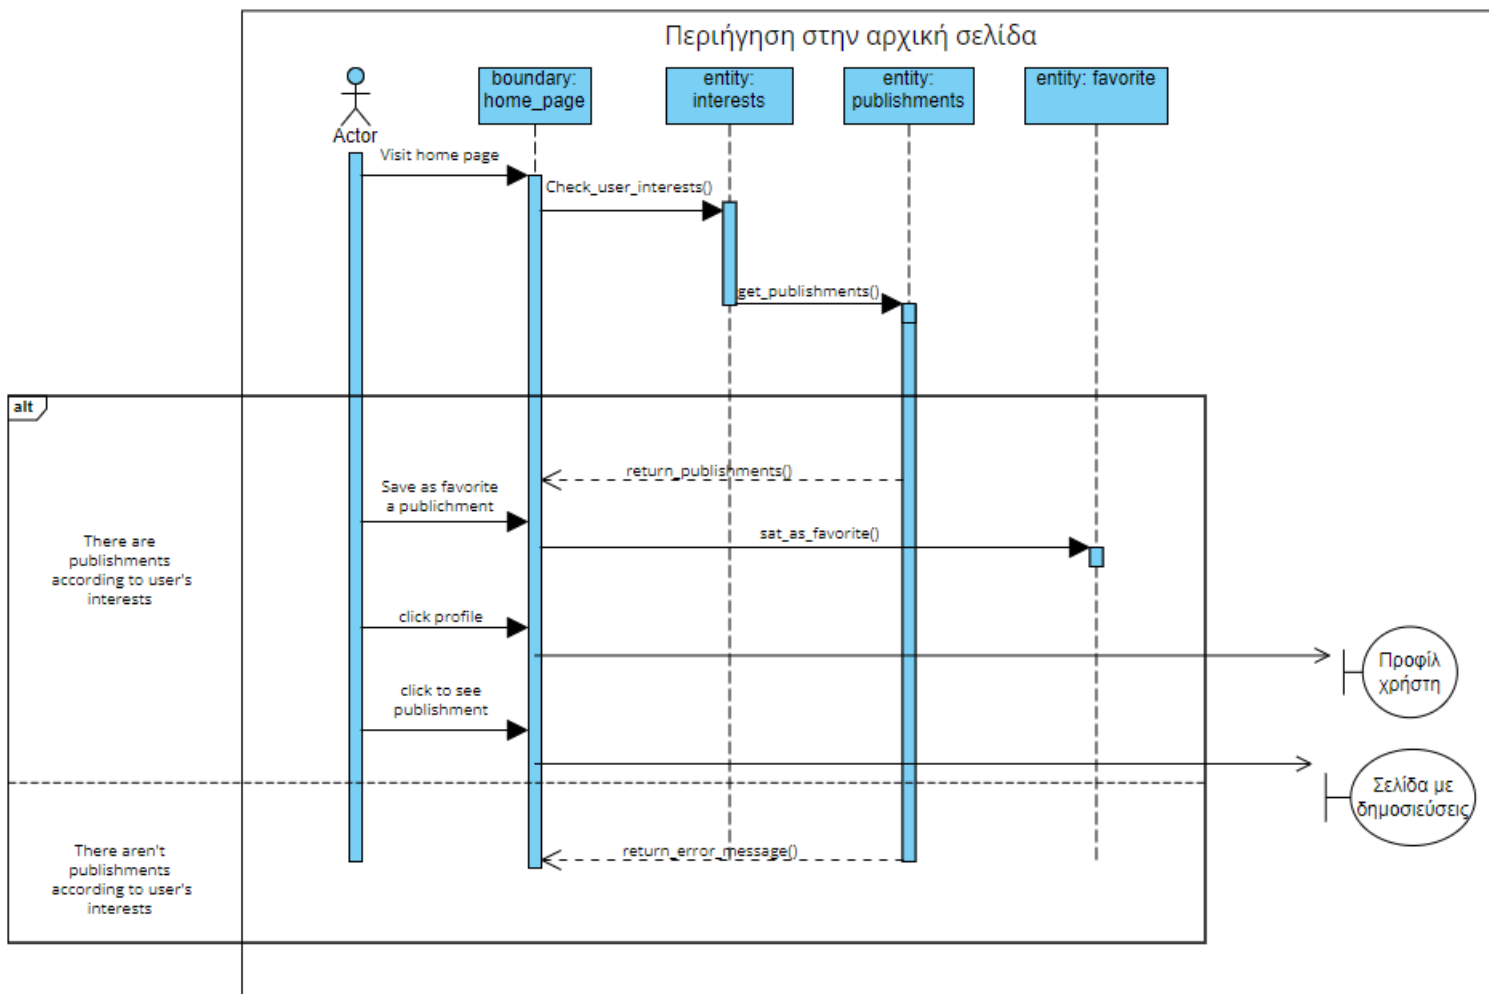 Περιήγηση στην αρχική σελίδα
boundary:
home_page
entity:
interests
entity:
publishments
entity: favorite
Actor
Visit home page
Check_user_interests()
get_publishments()
alt
return_publishments()
Save as favorite
a publichment
sat_as_favorite()
There are
publishments
according to user's
interests
click profile
Προφίλ
χρήστη
click to see
publishment
Σελίδα με
δημοσιεύσεις
There aren't
publishments
according to user's
interests
return_error_message()